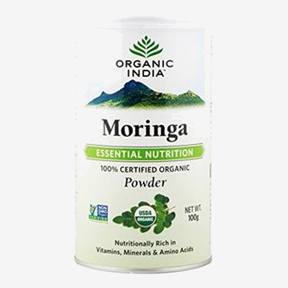 ORGANIC
INDIA
Moringa
ESSENTIAL NUTRITION
100% CERTIFIED ORGANIC
Powder
USDA
ORGANIC
NET WT.
100g
Nutritionally Rich in
Vitamins, Minerals & Amino Acids